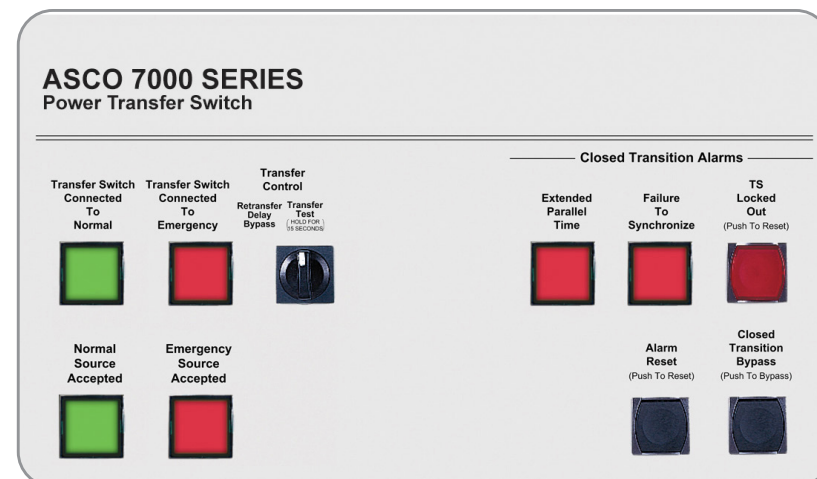 ASCO 7000 SERIES
Power Transfer Switch
Closed Transition Alarms
Transfer Switch
Connected
To
Normal
Transfer Switch
Connected
To
Emergency
Transfer
Control
Retransfer
Delay
Bypass
Transfer
Test
(HOLD FOR
15 SECONDS)
Extended
Parallel
Time
Failure
To
Synchronize
TS
Locked
Out
(Push To Reset)
Normal
Source
Accepted
Emergency
Source
Accepted
Alarm
Reset
(Push To Reset)
Closed
Transition
Bypass
(Push To Bypass)